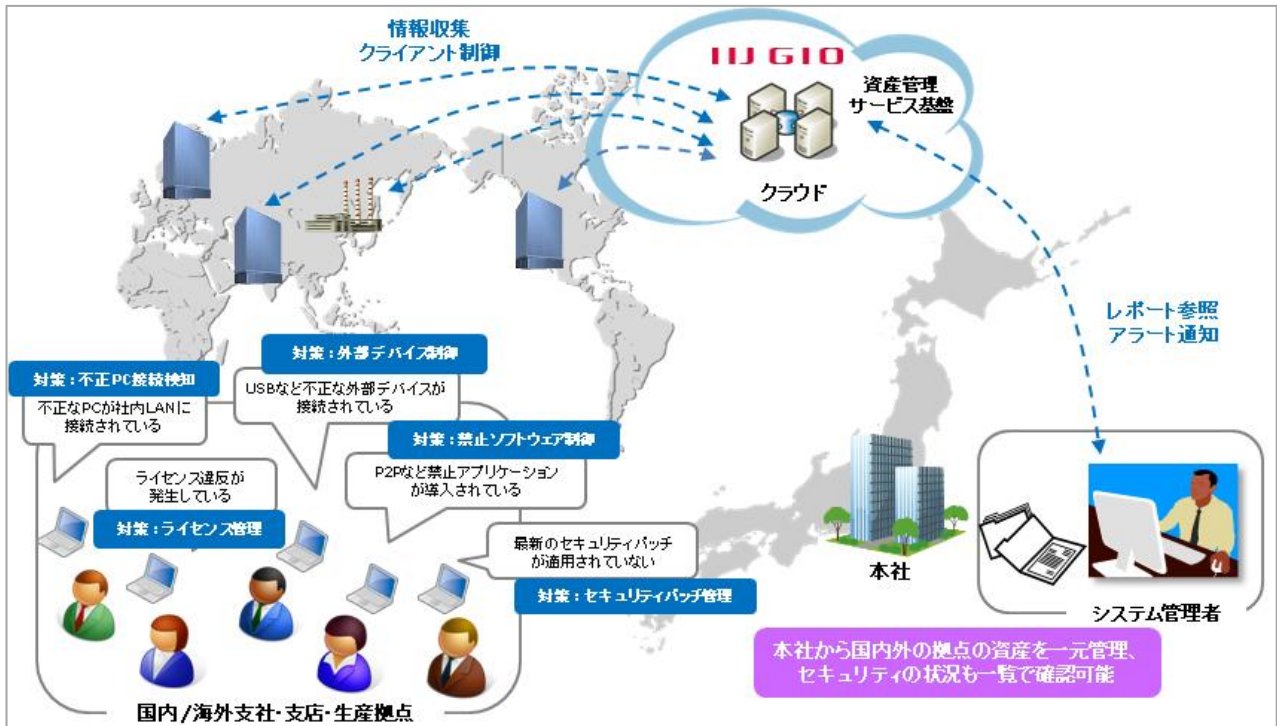 情報収集
クライアント制御
IIJ GIO
資産管理
サービス基盤
クラウド
レポート参照
アラート通知
対策：外部デバイス制御
USBなど不正な外部デバイスが
接続されている
対策：不正PC接続検知
不正なPCが社内LANに
接続されている
対策：禁止ソフトウェア制御
P2Pなど禁止アプリケーション
が導入されている
ライセンス違反が
発生している
対策：ライセンス管理
最新のセキュリティパッチ
が適用されていない
対策：セキュリティパッチ管理
本社
システム管理者
本社から国内外の拠点の資産を一元管理、
セキュリティの状況も一覧で確認可能
国内/海外支社・支店・生産拠点